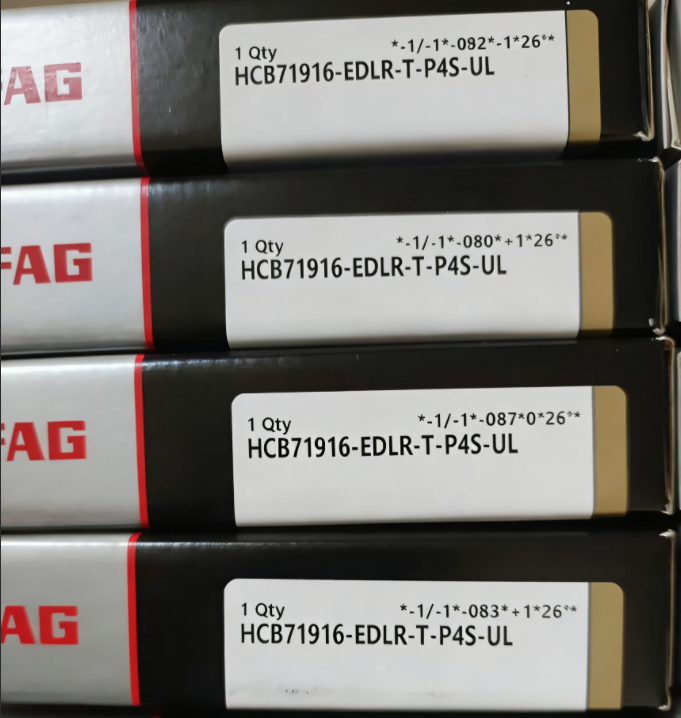 FAG
1 Qty *-1/-1*-092*-1*26°*
HCB71916-EDLR-T-P4S-UL
FAG
1 Qty *-1/-1*-080*+1*26°*
HCB71916-EDLR-T-P4S-UL
FAG
1 Qty *-1/-1*-087*0*26°*
HCB71916-EDLR-T-P4S-UL
AG
1 Qty *-1/-1*-083*+1*26°*
HCB71916-EDLR-T-P4S-UL